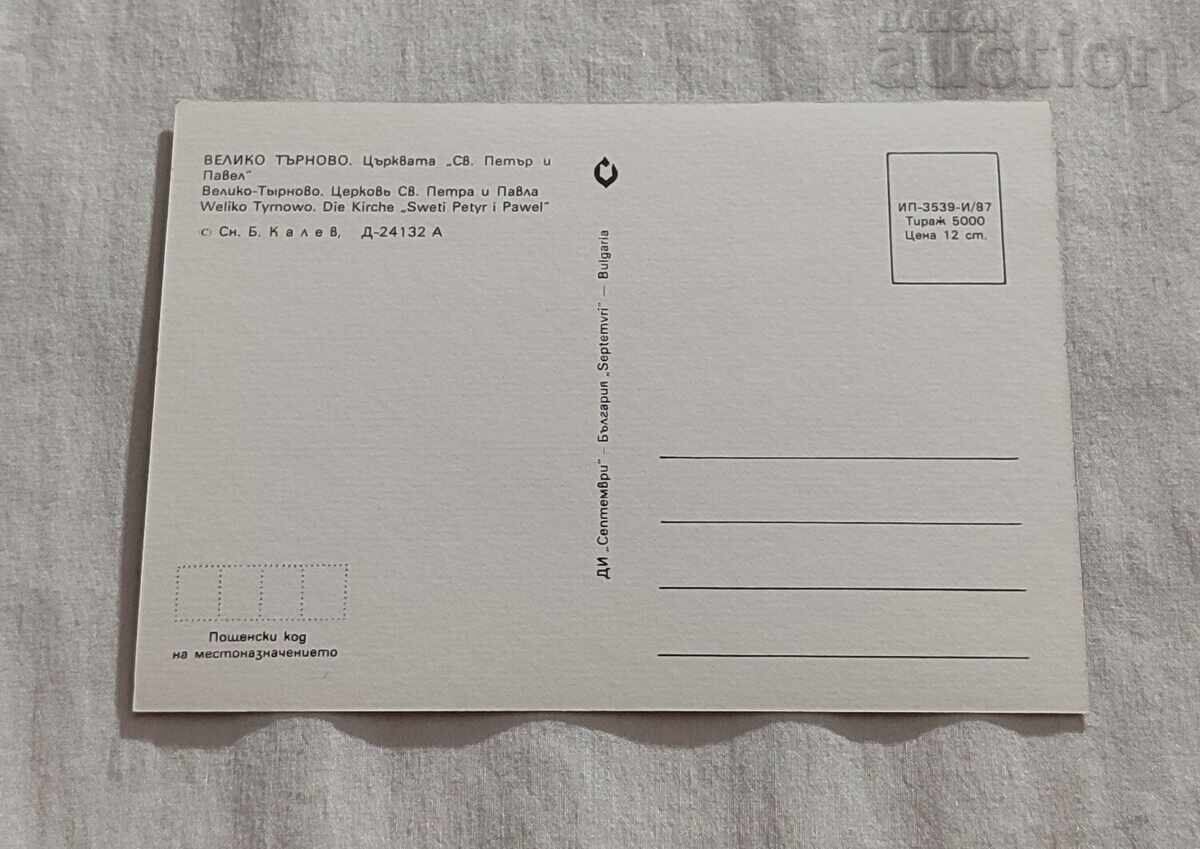 BALKAN
auction
ВЕЛИКО ТЪРНОВО. Църквата „Св. Петър и
Павел"
Велико-Тырново. Церковь Св. Петра и Павла
Weliko Tyrnowo. Die Kirche „Sweti Petyr i Pawel"
© Сн. Б. Калев, Д-24132 А
ДИ „Септември" – България „Septemvri" – Bulgaria
ИП-3539-И/87
Тираж 5000
Цена 12 ст.
Пощенски код
на местоназначението